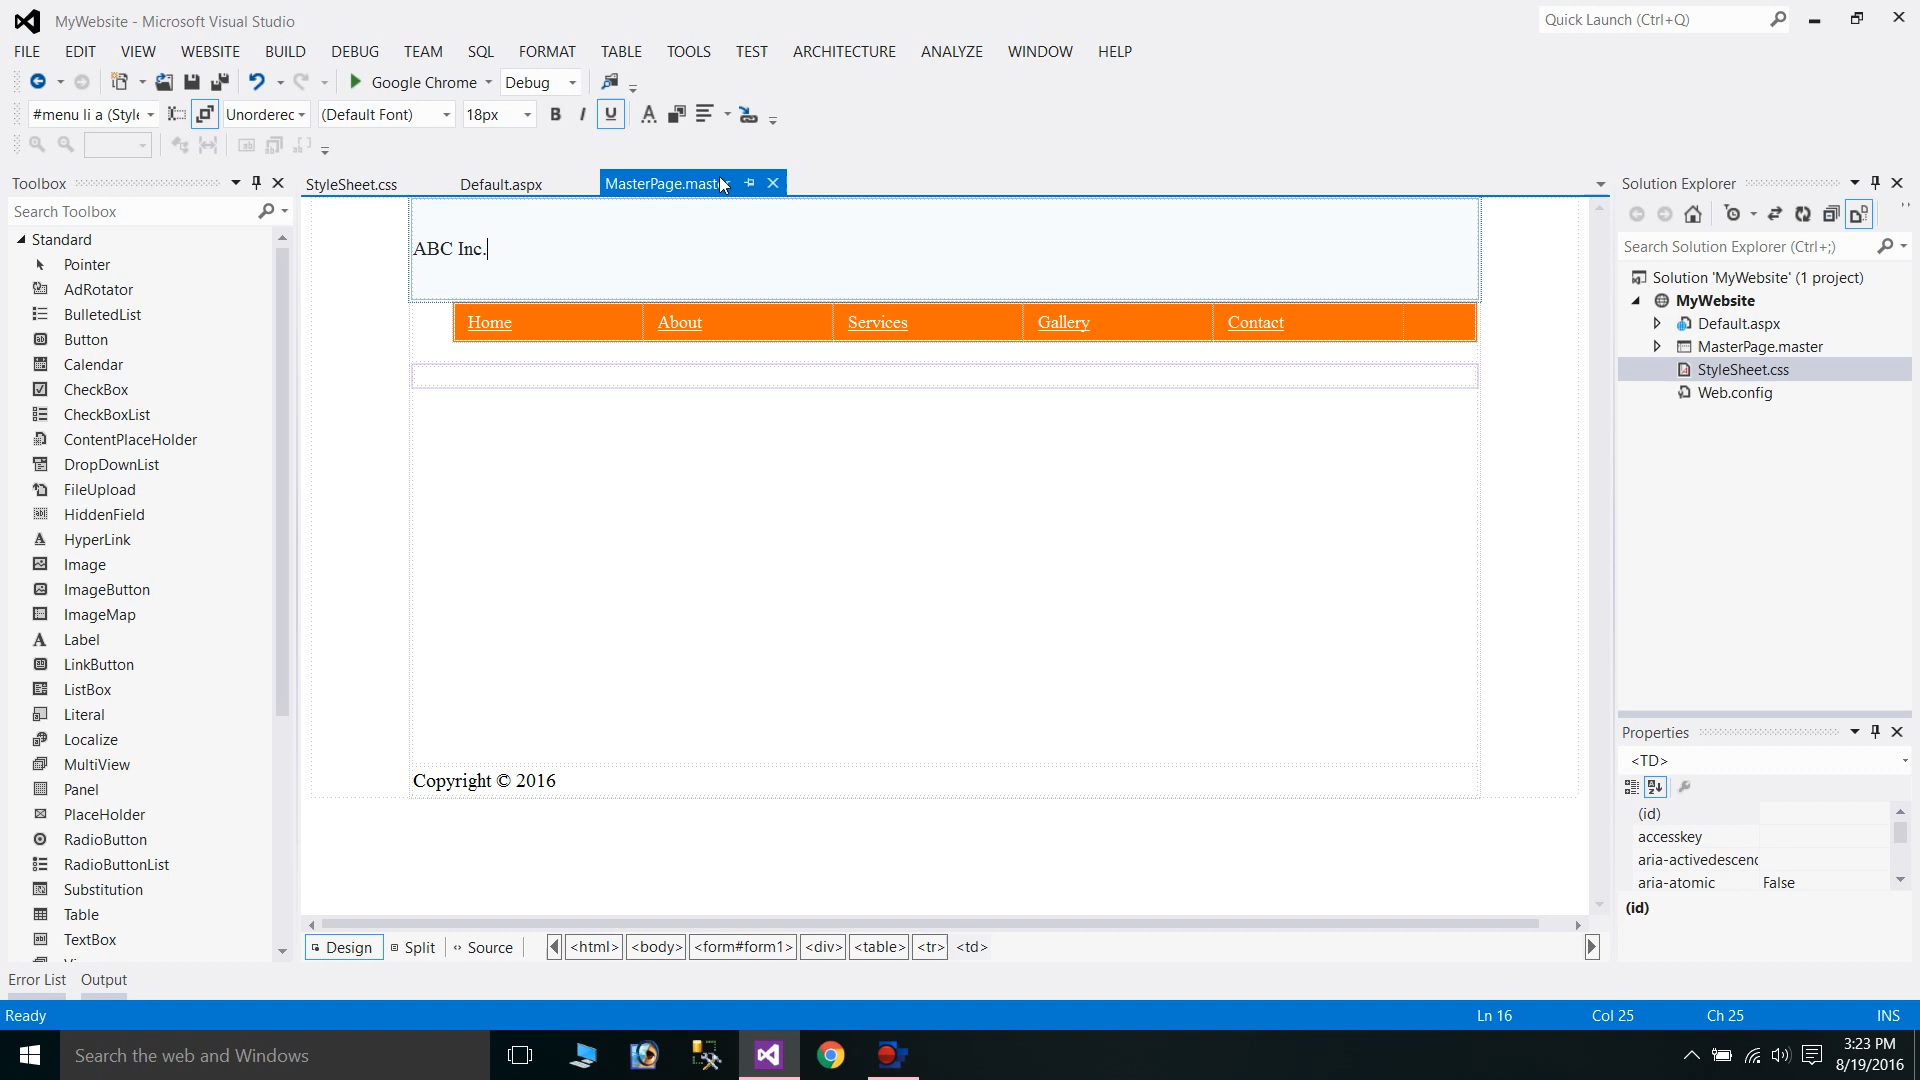 MyWebsite - Microsoft Visual Studio
Quick Launch (Ctrl+Q)
FILE EDIT VIEW WEBSITE BUILD DEBUG TEAM SQL FORMAT TABLE TOOLS TEST ARCHITECTURE ANALYZE WINDOW HELP
Google Chrome Debug
#menu li a (Style Unorderec (Default Font) 18px B I U
Toolbox
StyleSheet.css Default.aspx MasterPage.master
Solution Explorer
Search Toolbox
Standard
Pointer
AdRotator
BulletedList
Button
Calendar
CheckBox
CheckBoxList
ContentPlaceHolder
DropDownList
FileUpload
HiddenField
HyperLink
Image
ImageButton
ImageMap
Label
LinkButton
ListBox
Literal
Localize
MultiView
Panel
PlaceHolder
RadioButton
RadioButtonList
Substitution
Table
TextBox
ABC Inc.
Home About Services Gallery Contact
Copyright © 2016
Search Solution Explorer (Ctrl+;)
Solution 'MyWebsite' (1 project)
MyWebsite
Default.aspx
MasterPage.master
StyleSheet.css
Web.config
Properties
<TD>
(id)
accesskey
aria-activedescenc
aria-atomic False
(id)
Design Split Source <html> <body> <form#form1> <div> <table> <tr> <td>
Error List Output
Ready Ln 16 Col 25 Ch 25 INS
Search the web and Windows
3:23 PM
8/19/2016